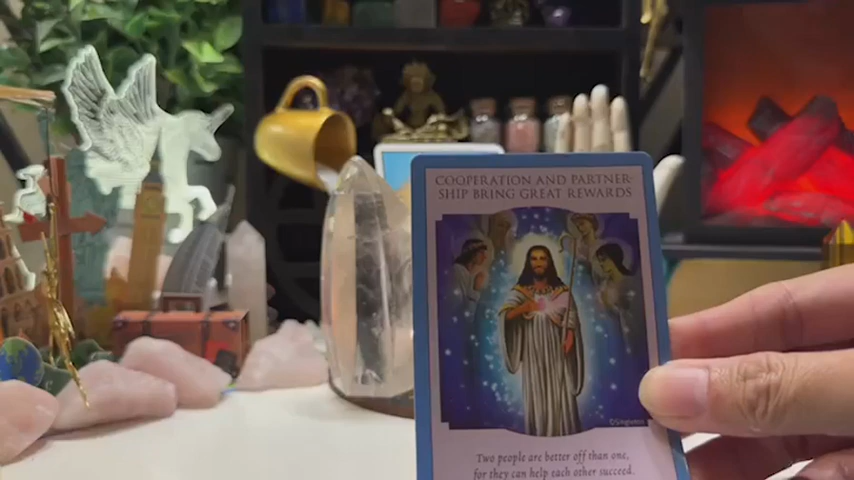 COOPERATION AND PARTNER-
SHIP BRING GREAT REWARDS
Two people are better off than one,
for they can help each other succeed.